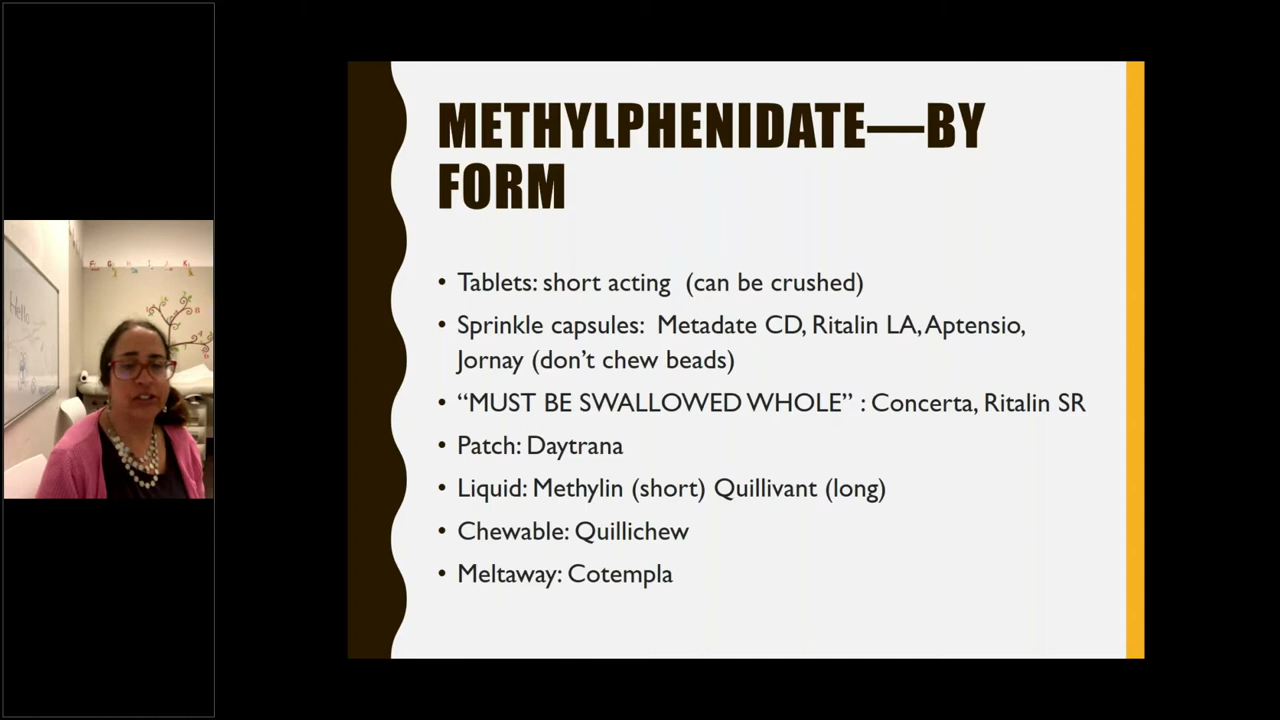 METHYLPHENIDATE—BY
FORM
• Tablets: short acting (can be crushed)
• Sprinkle capsules: Metadate CD, Ritalin LA, Aptensio,
Jornay (don't chew beads)
• “MUST BE SWALLOWED WHOLE” : Concerta, Ritalin SR
• Patch: Daytrana
• Liquid: Methylin (short) Quillivant (long)
• Chewable: Quillichew
• Meltaway: Cotempla
Hello